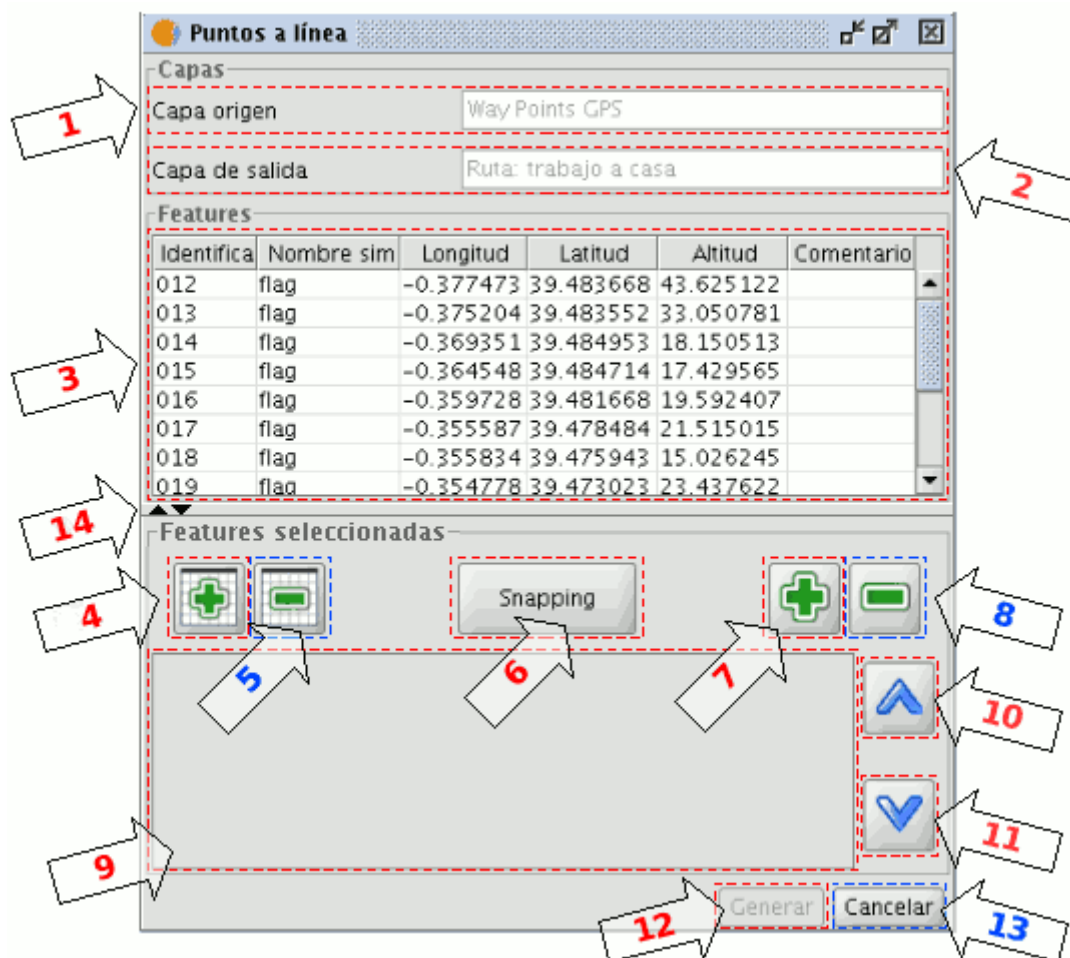 Puntos a línea
Capas
1
Capa origen
Way Points GPS
Capa de salida
Ruta: trabajo a casa
2
Features
Identifica Nombre sim Longitud Latitud Altitud Comentario
012 flag -0.377473 39.483668 43.625122
013 flag -0.375204 39.483552 33.050781
014 flag -0.369351 39.484953 18.150513
3
015 flag -0.364548 39.484714 17.429565
016 flag -0.359728 39.481668 19.592407
017 flag -0.355587 39.478484 21.515015
018 flag -0.355834 39.475943 15.026245
019 flag -0.354778 39.473023 23.437622
14
Features seleccionadas
4
Snapping
8
5
6
7
10
11
9
12
Generar
Cancelar
13